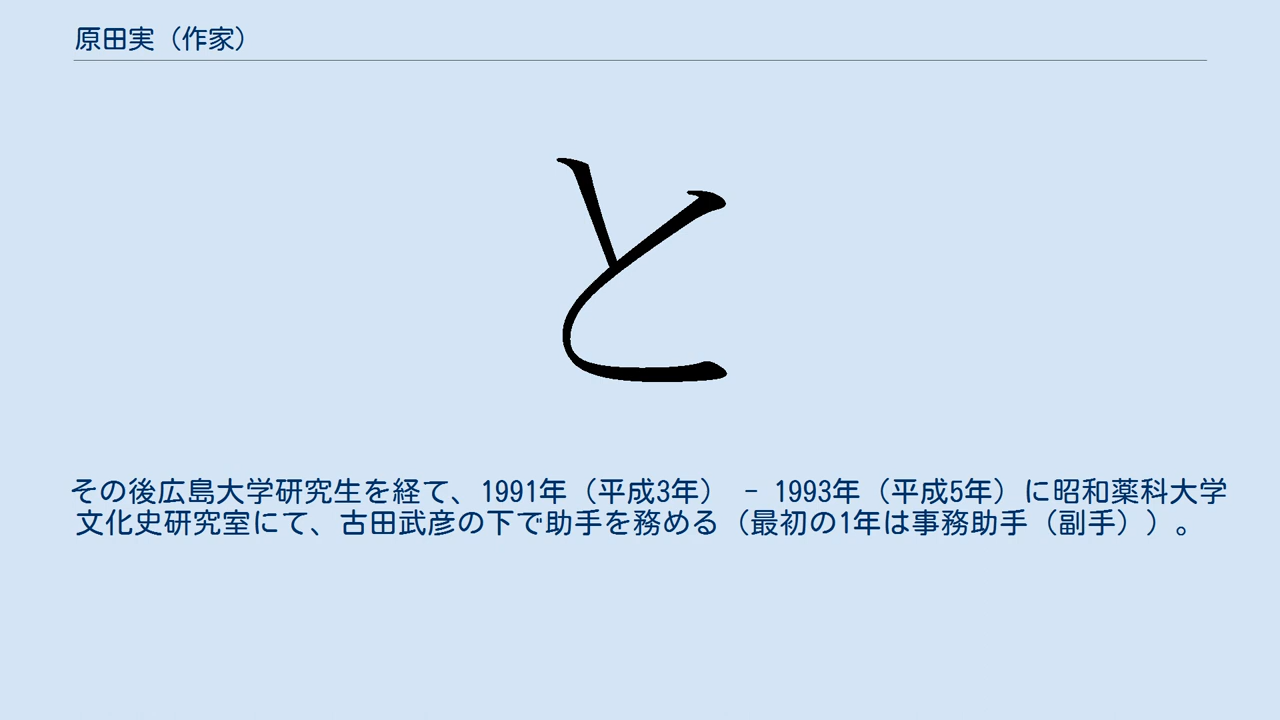 原田実（作家）
と
その後広島大学研究生を経て、1991年（平成3年） - 1993年（平成5年）に昭和薬科大学
文化史研究室にて、古田武彦の下で助手を務める（最初の1年は事務助手（副手））。